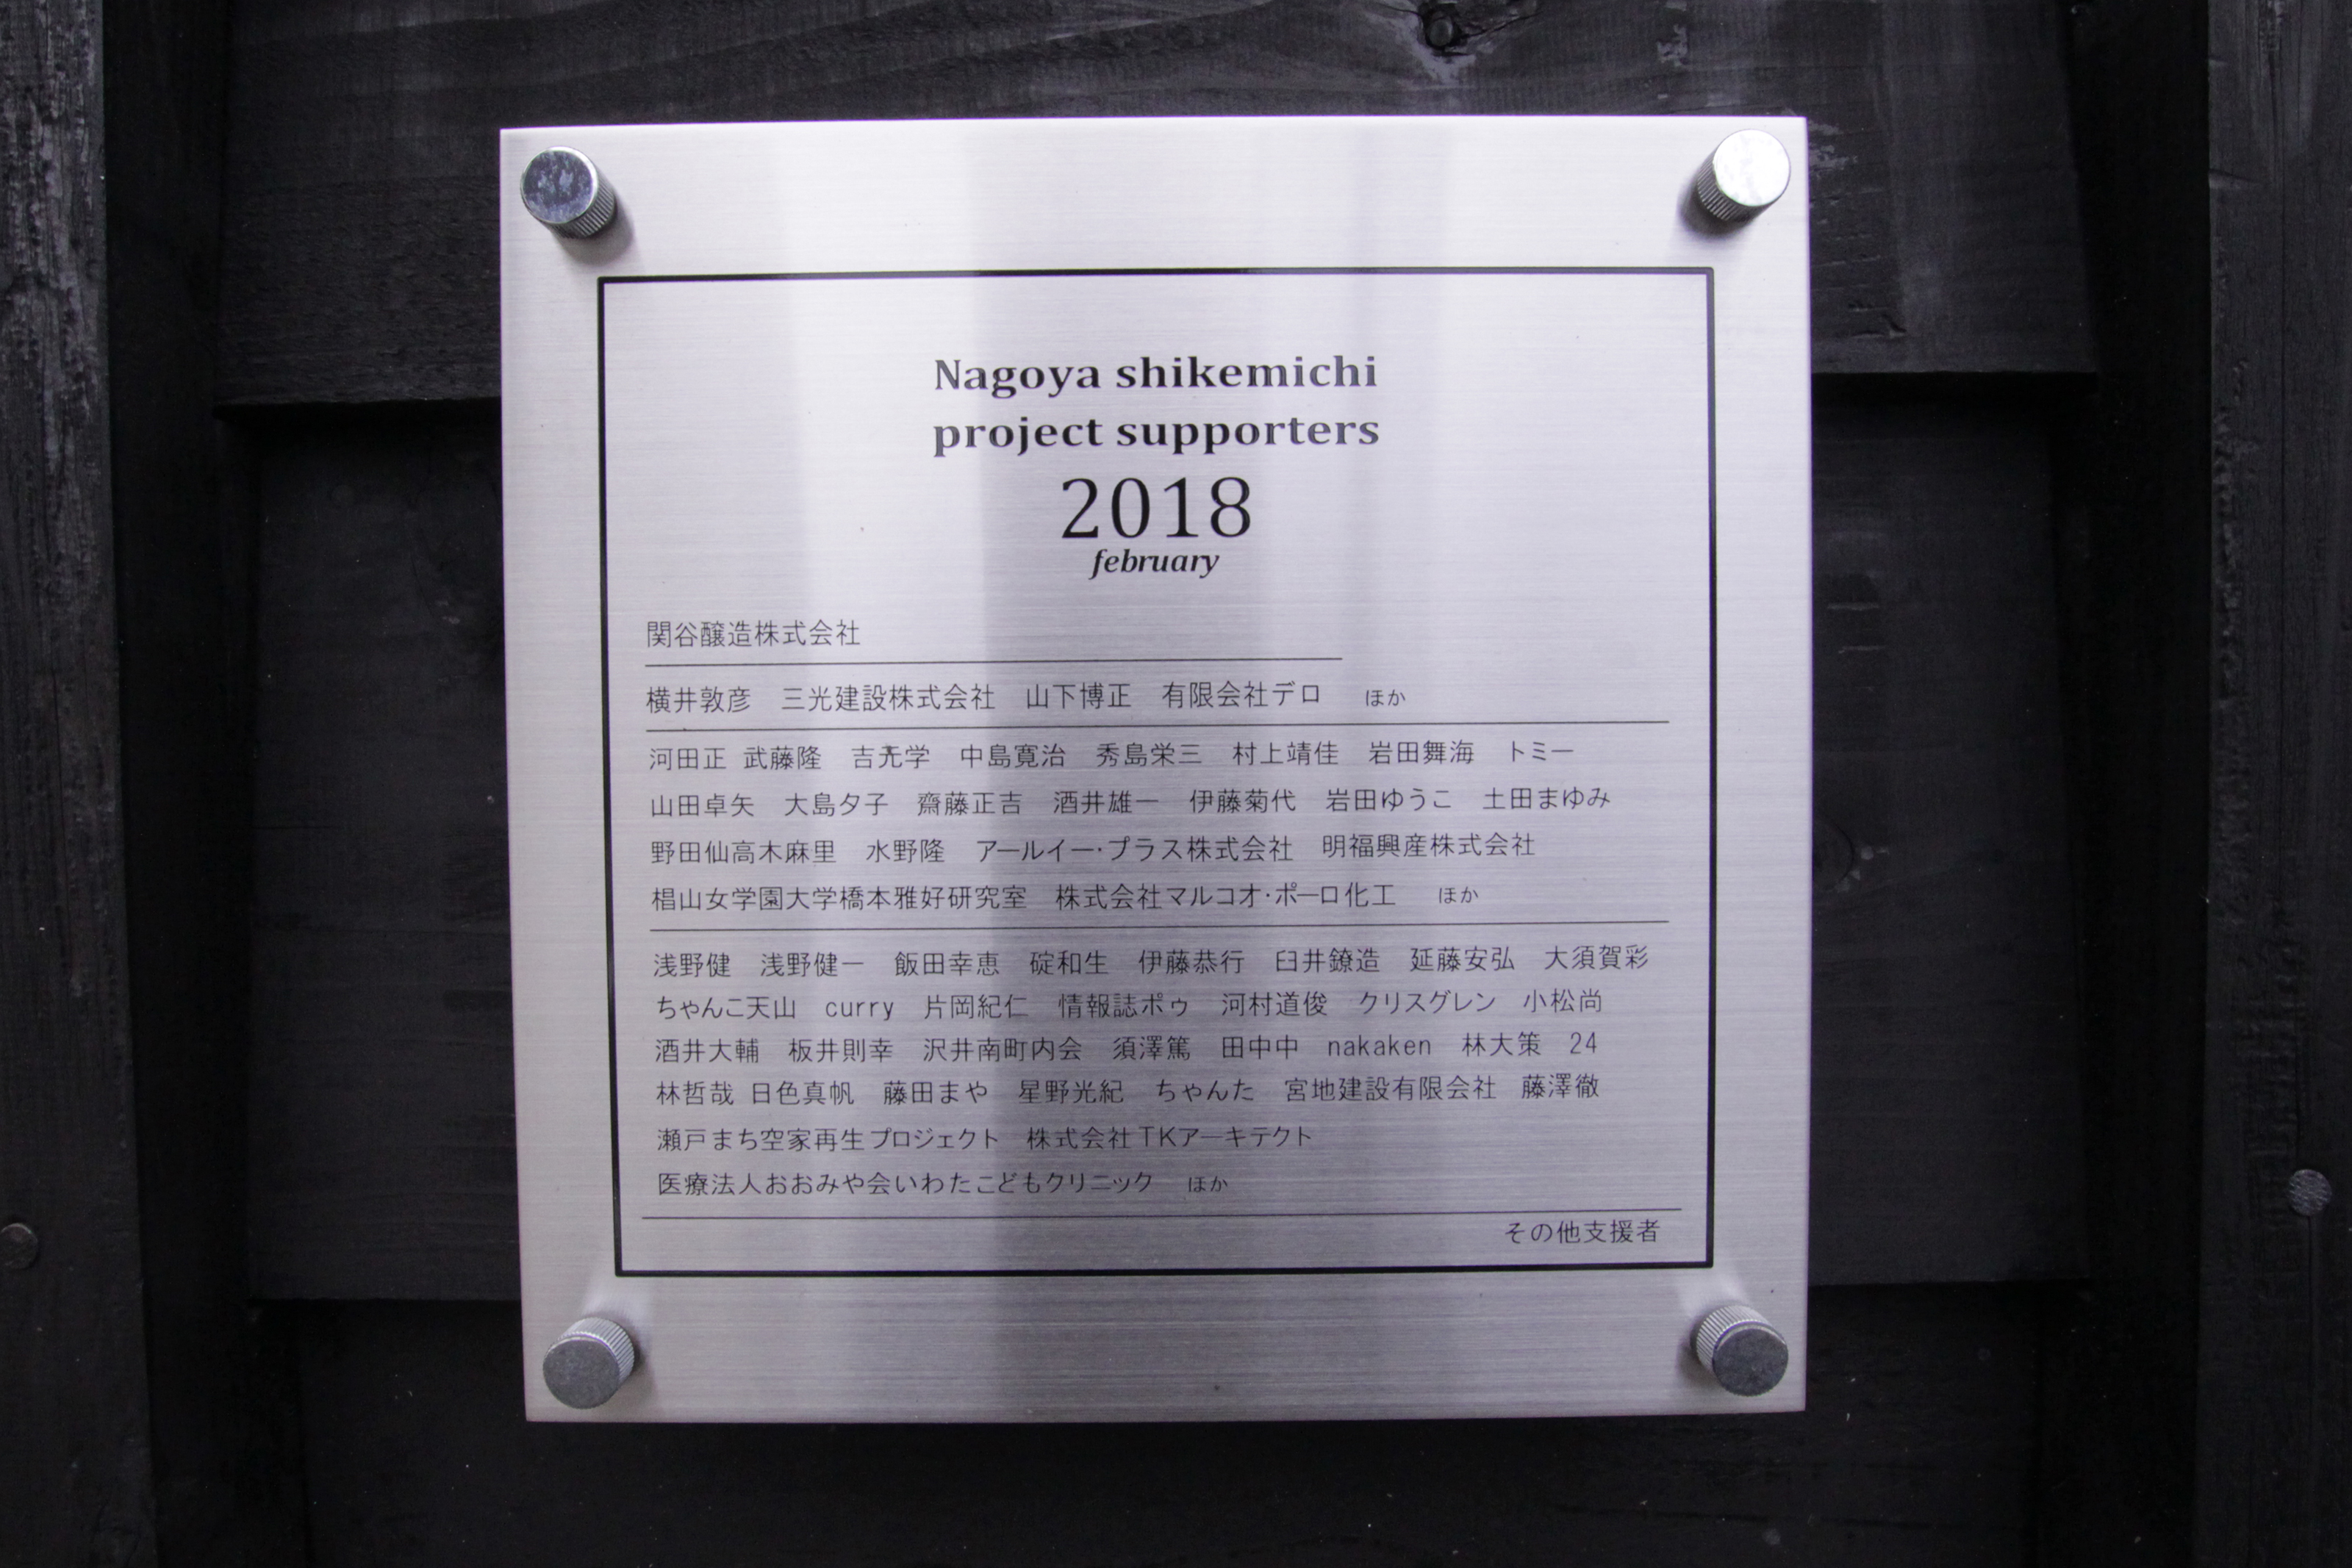 Nagoya shikemichi
project supporters
2018
february
関谷醸造株式会社
横井敦彦　三光建設株式会社　山下博正　有限会社デロ　ほか
河田正　武藤隆　吉元学　中島寛治　秀島栄三　村上靖佳　岩田舞海　トミー
山田卓矢　大島夕子　齋藤正吉　酒井雄一　伊藤菊代　岩田ゆうこ　土田まゆみ
野田仙高木麻里　水野隆　アールイー・プラス株式会社　明福興産株式会社
椙山女学園大学橋本雅好研究室　株式会社マルコオ・ポーロ化工　ほか
浅野健　浅野健一　飯田幸恵　碇和生　伊藤恭行　臼井鐐造　延藤安弘　大須賀彩
ちゃんこ天山　curry　片岡紀仁　情報誌ポゥ　河村道俊　クリスグレン　小松尚
酒井大輔　板井則幸　沢井南町内会　須澤篤　田中中　nakaken　林大策　24
林哲哉　日色真帆　藤田まや　星野光紀　ちゃんた　宮地建設有限会社　藤澤徹
瀬戸まち空家再生プロジェクト　株式会社TKアーキテクト
医療法人おおみや会いわたこどもクリニック　ほか
その他支援者